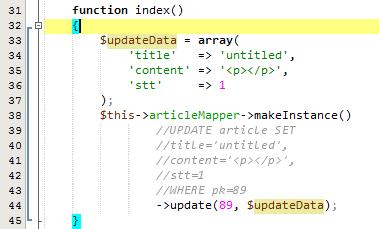 31 function index()
32 {
33 $updateData = array(
34 'title' => 'untitled',
35 'content' => '<p></p>',
36 'stt' => 1
37 );
38 $this->articleMapper->makeInstance()
39 //UPDATE article SET
40 //title='untitled',
41 //content='<p></p>',
42 //stt=1
43 //WHERE pk=89
44 ->update(89, $updateData);
45 }